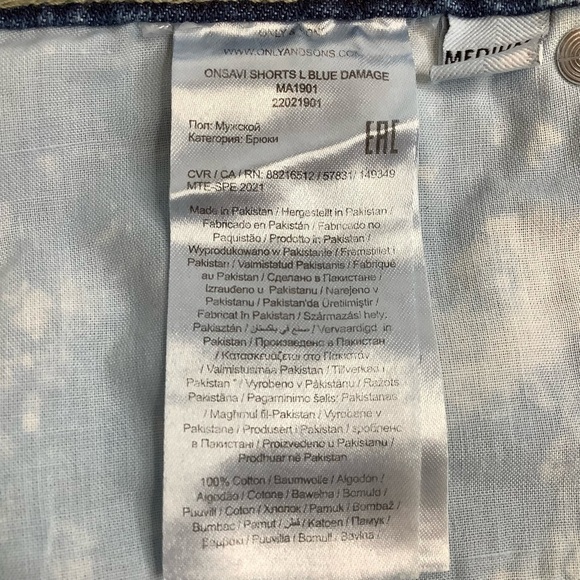 ONLY & SONS
WWW.ONLYANDSONS.COM
ONSAVI SHORTS L BLUE DAMAGE
MA1901
22021901
Пол: Мужской
Категория: Брюки
EAC
CVR / CA / RN: 88216512 / 57831/ 149349
MTE-SPE 2021
Made in Pakistan / Hergestellt in Pakistan /
Fabricado en Pakistán / Fabricado no
Paquistão / Prodotto in Pakistan /
Wyprodukowano w Pakistanie / Fremstillet i
Pakistan / Valmistatud Pakistanis / Fabriqué
au Pakistan / Сделано в Пакистане /
Izrađeno u Pakistanu / Narejeno v
Pakistanu / Pakistan'da Üretilmiştir /
Fabricat în Pakistan / Származási hely:
Pakisztán / صنع في باكستان / Vervaardigd in
Pakistan / Произведено в Пакистан
/ Κατασκευάζεται στο Πακιστάν
/ Valmistusmaa Pakistan / Tillverkad i
Pakistan / Vyrobeno v Pákistánu / Ražots
Pakistāna / Pagaminimo šalis: Pakistanas
/ Magħmul fil-Pakistan / Vyrobené v
Pakistane / Produsert i Pakistan / зроблено
в Пакистані / Proizvedeno u Pakistanu /
Prodhuar në Pakistan
100% Cotton / Baumwolle / Algodón /
Algodão / Cotone / Bawełna / Bomuld /
Puuvill / Coton / Хлопок / Pamuk / Bombaž /
Bumbac / Pamut / قطن / Katoen / Памук /
Βαμβάκι / Puuvilla / Bomull / Bavlna /
MEDIUM